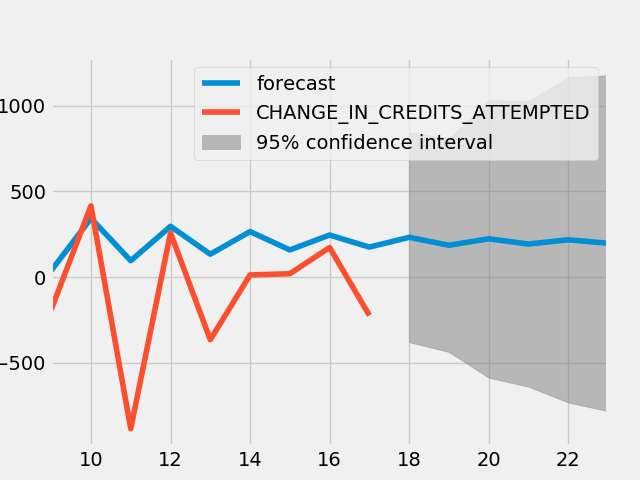 forecast
CHANGE_IN_CREDITS_ATTEMPTED
95% confidence interval
1000
500
0
−500
10 12 14 16 18 20 22